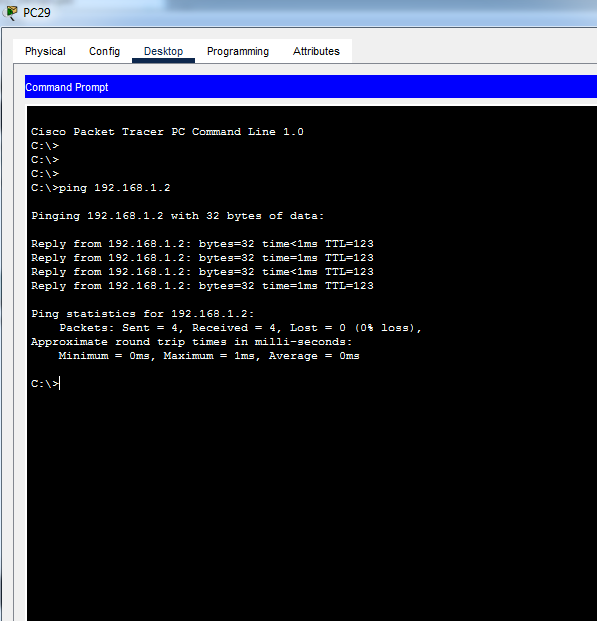 PC29
Physical Config Desktop Programming Attributes
Command Prompt
Cisco Packet Tracer PC Command Line 1.0
C:\>
C:\>
C:\>
C:\>ping 192.168.1.2
Pinging 192.168.1.2 with 32 bytes of data:
Reply from 192.168.1.2: bytes=32 time<1ms TTL=123
Reply from 192.168.1.2: bytes=32 time=1ms TTL=123
Reply from 192.168.1.2: bytes=32 time<1ms TTL=123
Reply from 192.168.1.2: bytes=32 time=1ms TTL=123
Ping statistics for 192.168.1.2:
    Packets: Sent = 4, Received = 4, Lost = 0 (0% loss),
Approximate round trip times in milli-seconds:
    Minimum = 0ms, Maximum = 1ms, Average = 0ms
C:\>